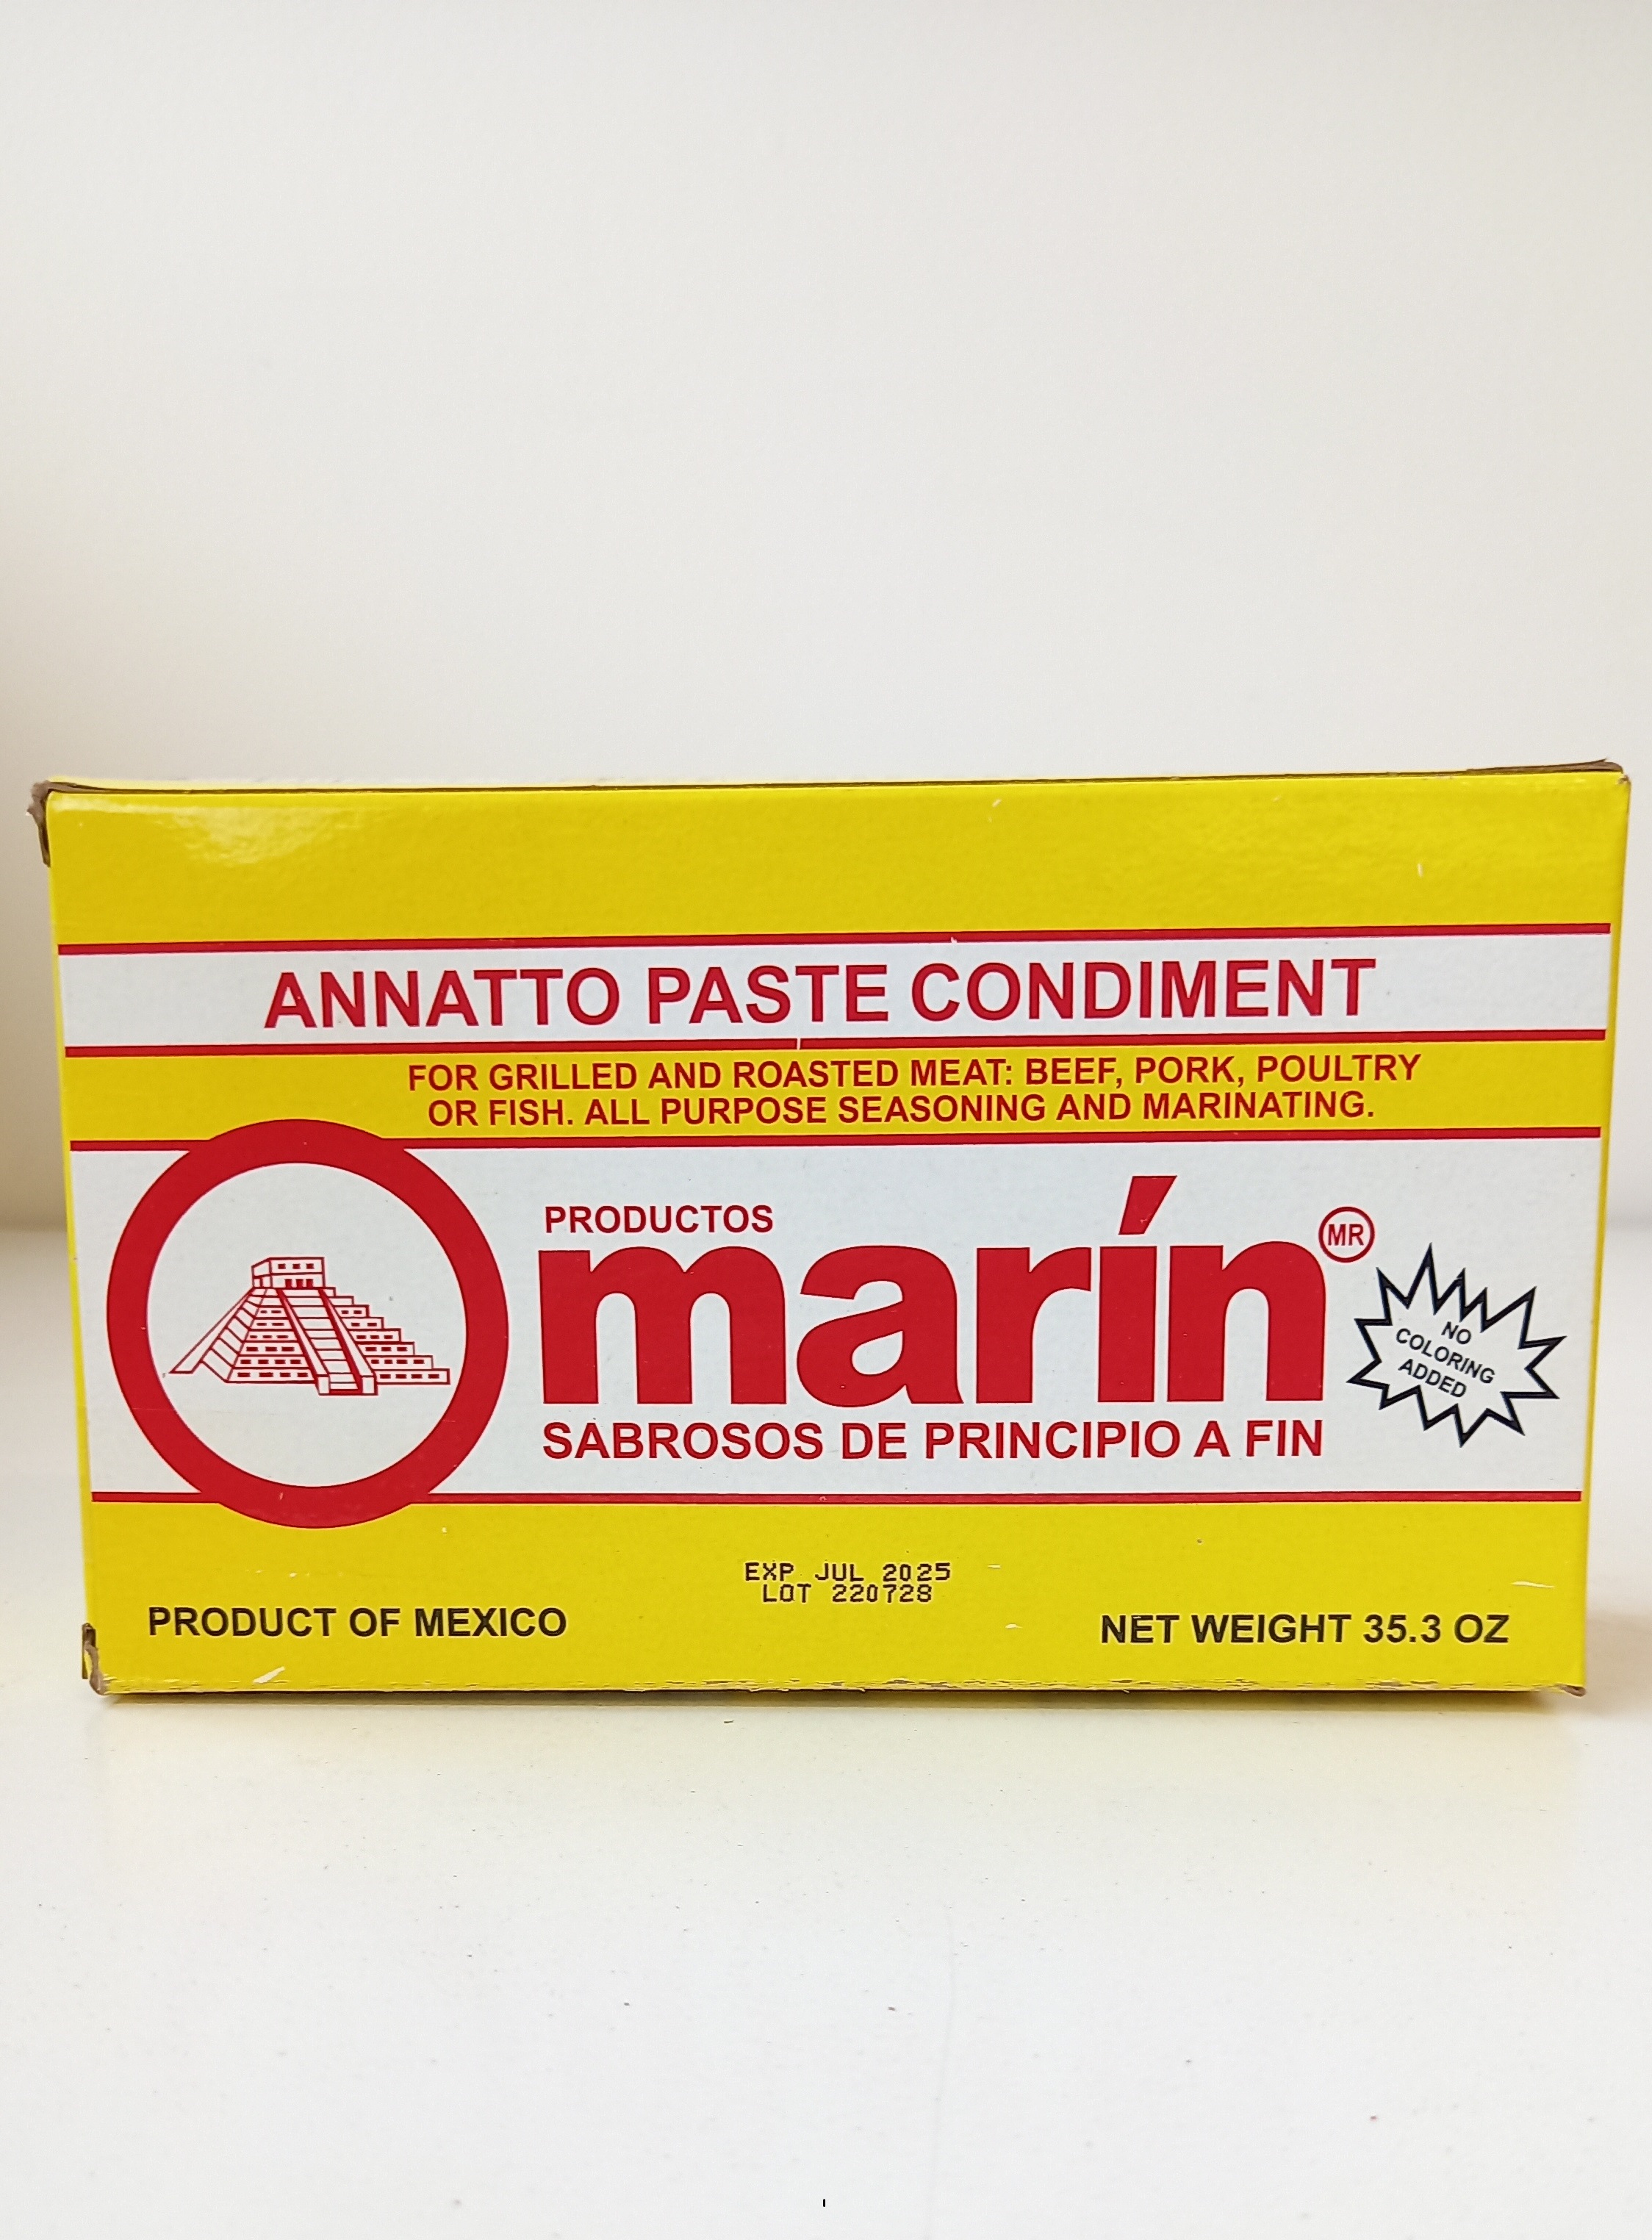 ANNATTO PASTE CONDIMENT
FOR GRILLED AND ROASTED MEAT: BEEF, PORK, POULTRY
OR FISH. ALL PURPOSE SEASONING AND MARINATING.
PRODUCTOS
marín
MR
SABROSOS DE PRINCIPIO A FIN
NO
COLORING
ADDED
EXP JUL 2025
LOT 220728
PRODUCT OF MEXICO
NET WEIGHT 35.3 OZ